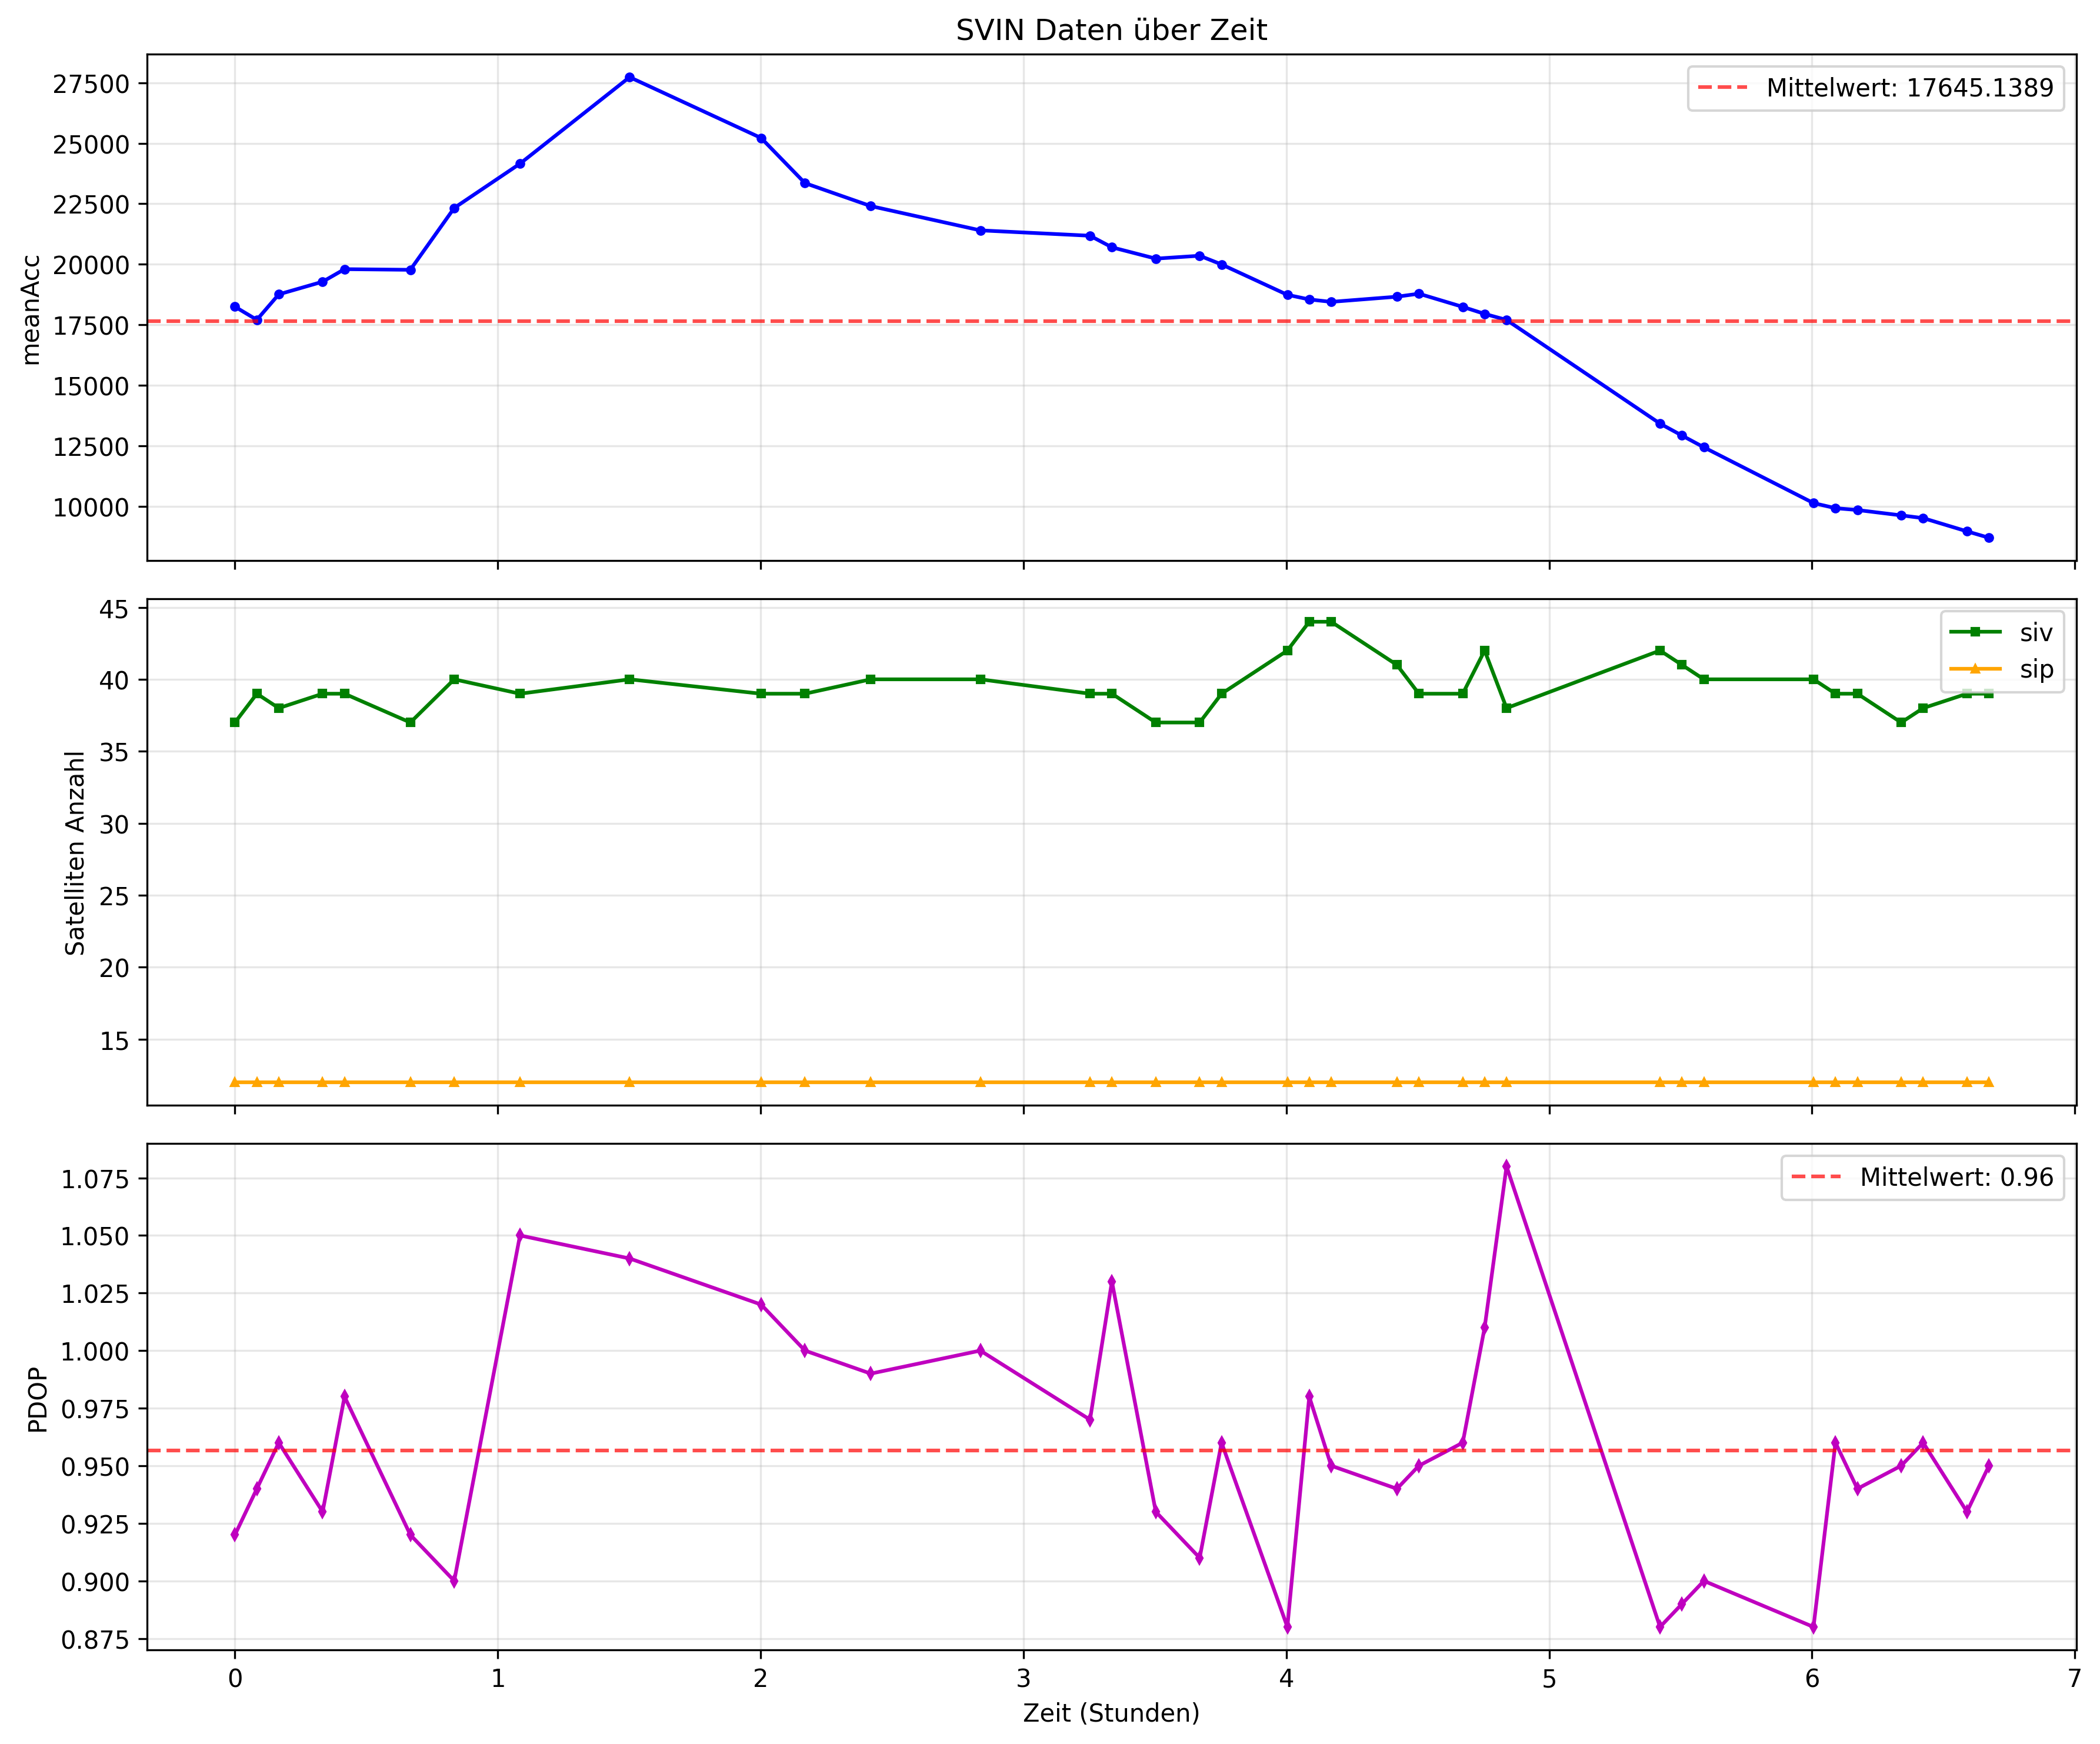 SVIN Daten über Zeit
Mittelwert: 17645.1389
27500
25000
22500
20000
17500
15000
12500
10000
meanAcc
siv
sip
45
40
35
30
25
20
15
Satelliten Anzahl
Mittelwert: 0.96
1.075
1.050
1.025
1.000
0.975
0.950
0.925
0.900
0.875
PDOP
0 1 2 3 4 5 6 7
Zeit (Stunden)